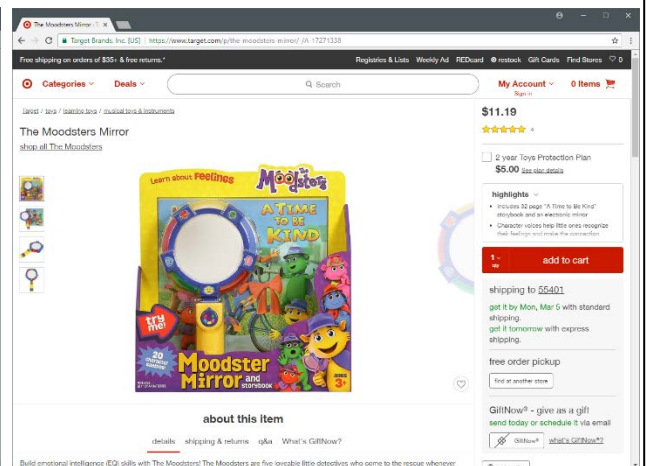 The Moodsters Mirror : T
Target Brands, Inc. [US] | https://www.target.com/p/the-moodsters-mirror/-/A-17271338
Free shipping on orders of $35+ & free returns.*
Registries & Lists Weekly Ad REDcard restock Gift Cards Find Stores 0
Categories Deals Search My Account 0 Items
Sign in
target / toys / learning toys / musical toys & instruments
The Moodsters Mirror
shop all The Moodsters
Learn about Feelings
Moodsters
A TIME
TO BE
KIND
try
me!
20
Moodster
Mirror and
storybook
3+
$11.19
4
2 year Toys Protection Plan
$5.00 See plan details
highlights
Includes 32 page "A Time to Be Kind"
storybook and an electronic mirror
Character voices help little ones recognize
their feelings and make the connection
1
qty
add to cart
shipping to 55401
get it by Mon, Mar 5 with standard
shipping.
get it tomorrow with express
shipping.
free order pickup
find at another store
GiftNow® - give as a gift
send today or schedule it via email
GiftNow® what's GiftNow®?
about this item
details shipping & returns q&a What's GiftNow?
Build emotional intelligence (EQ) skills with The Moodsters! The Moodsters are five loveable little detectives who come to the rescue whenever